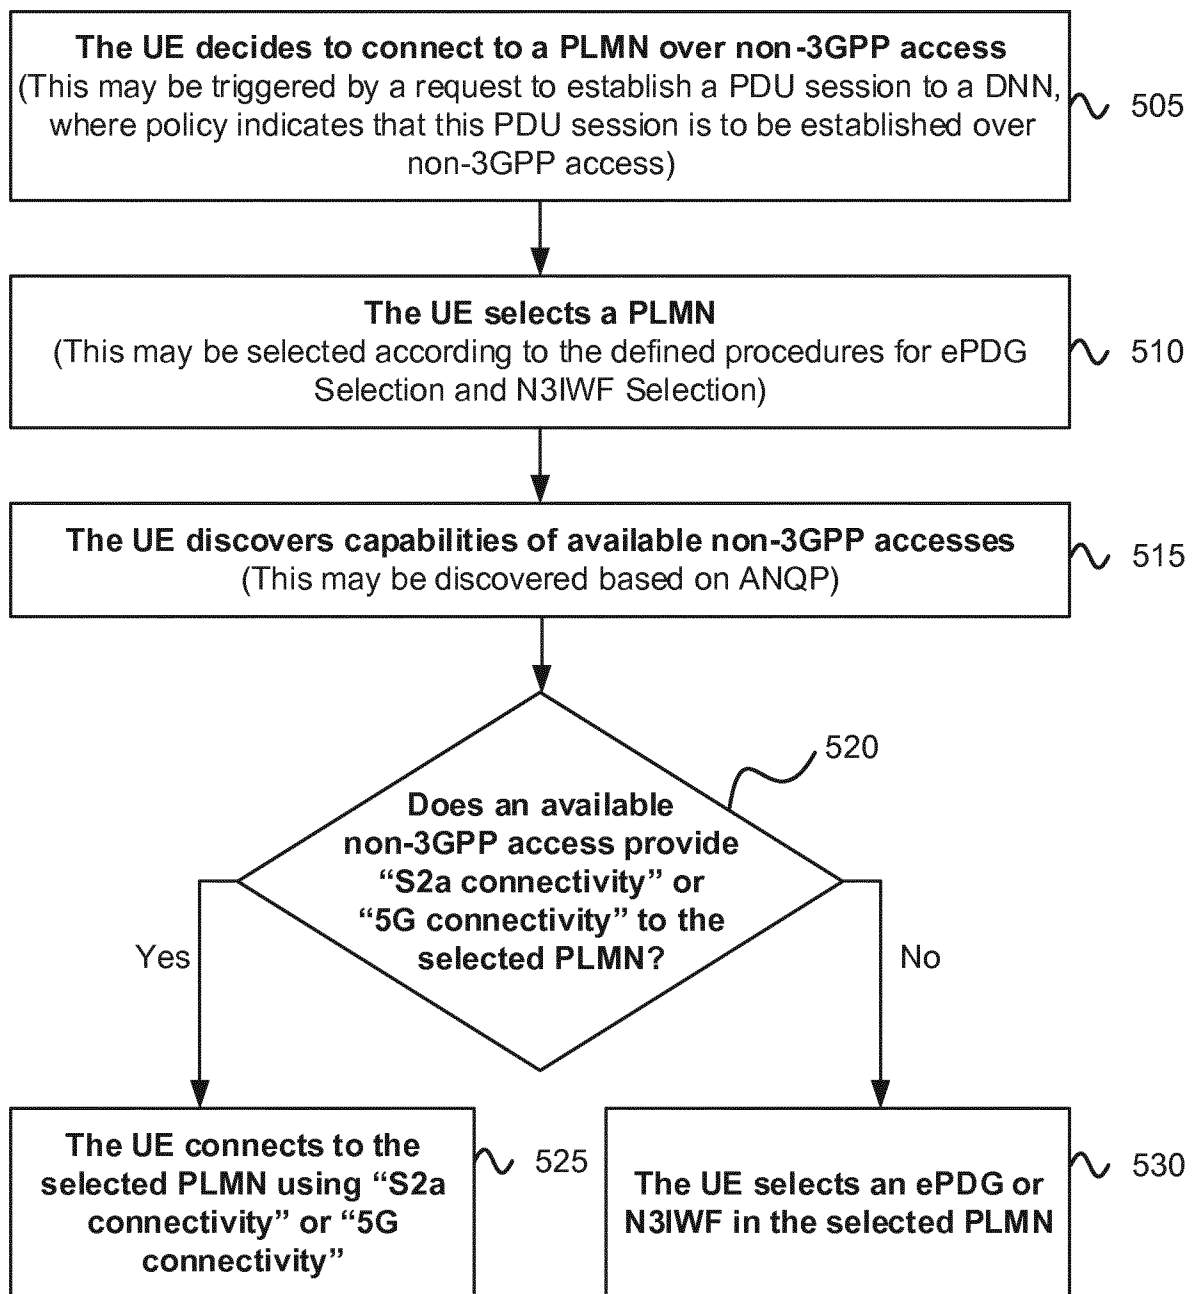 The UE decides to connect to a PLMN over non-3GPP access
(This may be triggered by a request to establish a PDU session to a DNN,
where policy indicates that this PDU session is to be established over
non-3GPP access)
505
The UE selects a PLMN
(This may be selected according to the defined procedures for ePDG
Selection and N3IWF Selection)
510
The UE discovers capabilities of available non-3GPP accesses
(This may be discovered based on ANQP)
515
520
Does an available
non-3GPP access provide
“S2a connectivity” or
“5G connectivity” to the
selected PLMN?
Yes
No
The UE connects to the
selected PLMN using “S2a
connectivity” or “5G
connectivity”
525
The UE selects an ePDG or
N3IWF in the selected PLMN
530